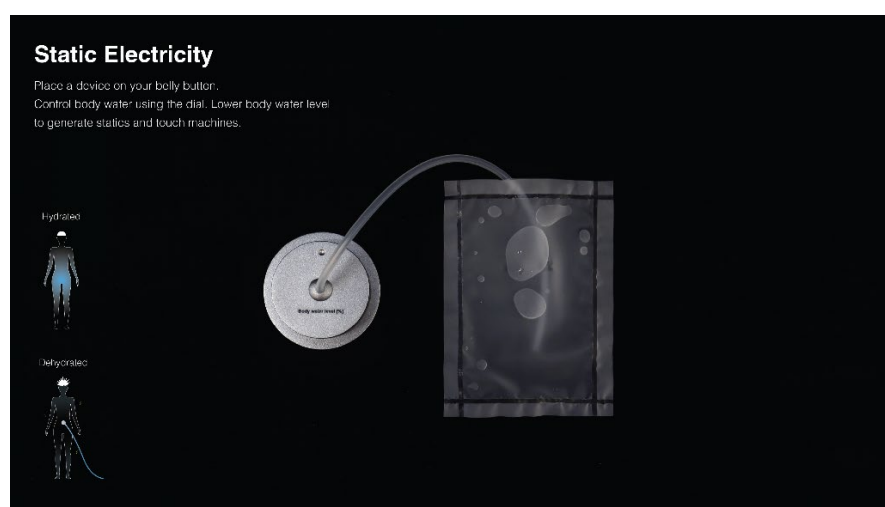 Static Electricity
Place a device on your belly button.
Control body water using the dial. Lower body water level
to generate statics and touch machines.
Hydrated
Body water level [%]
Dehydrated